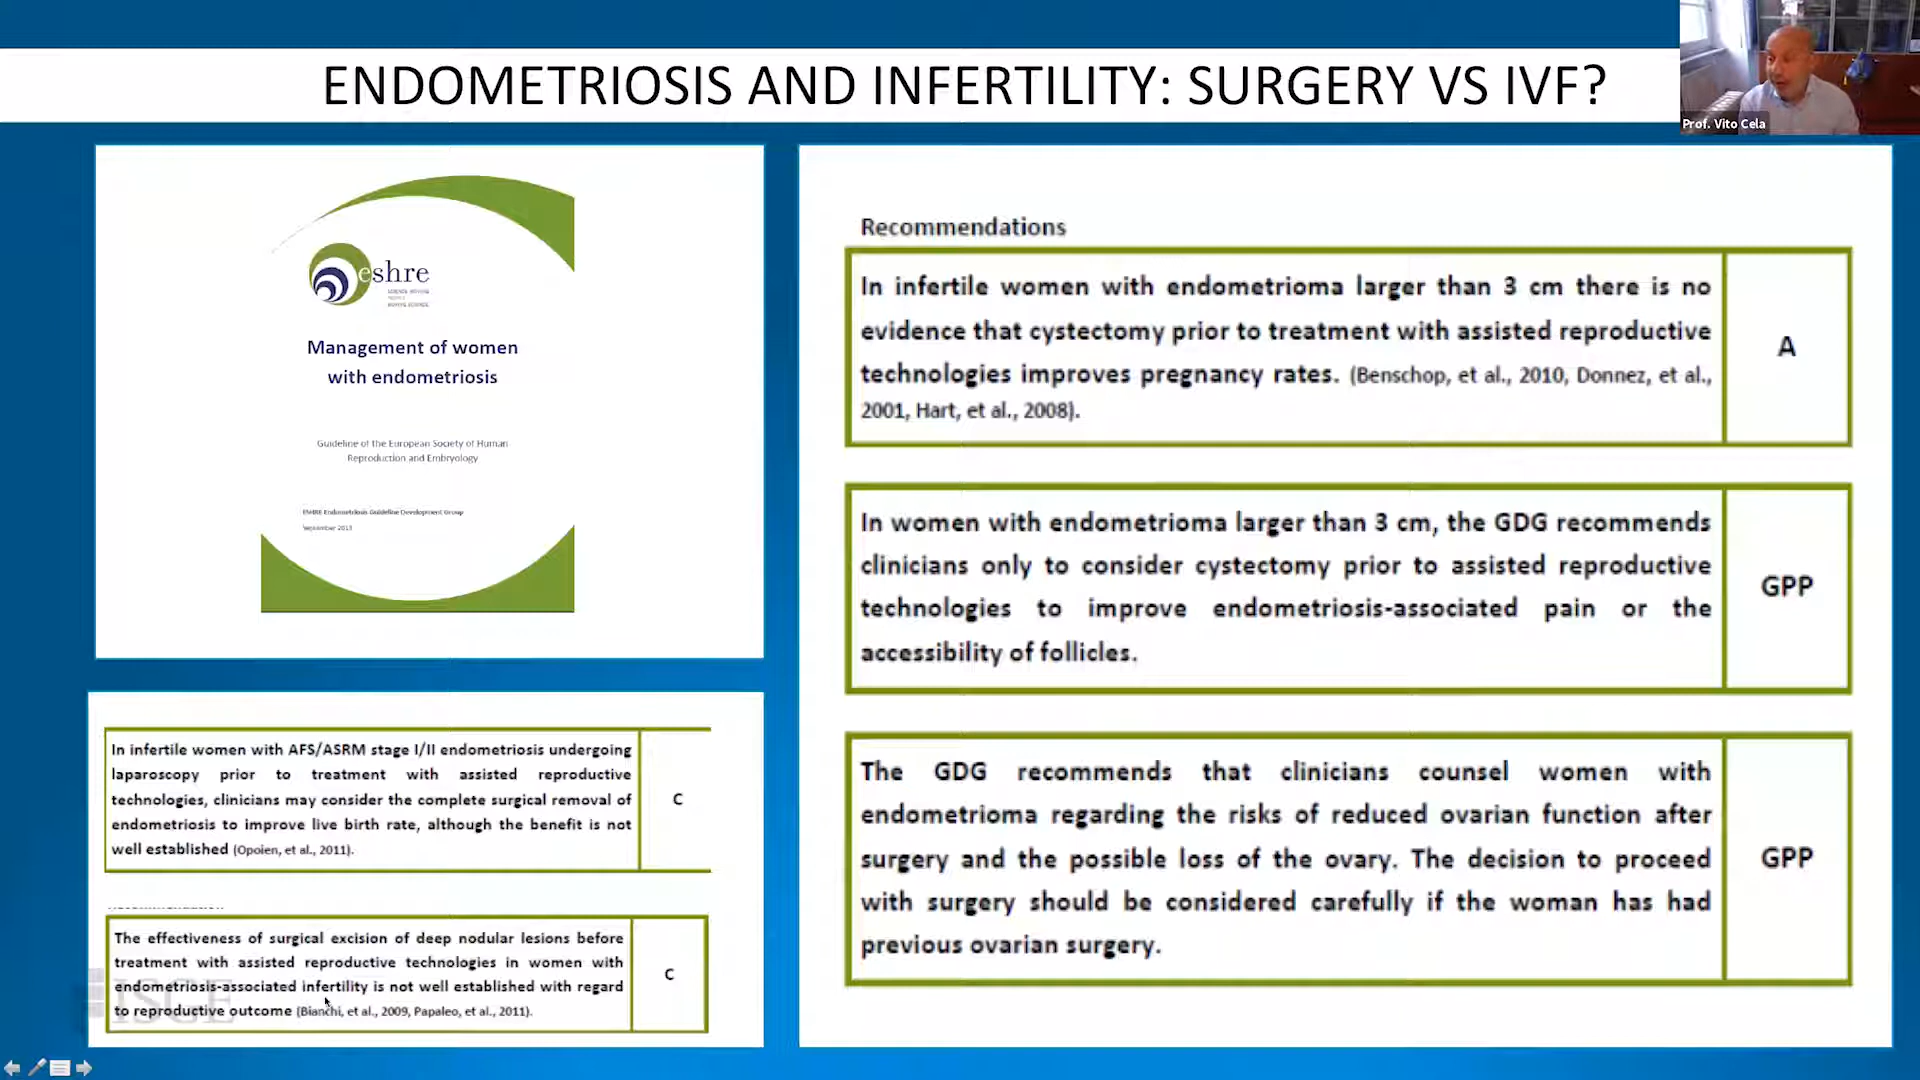 ENDOMETRIOSIS AND INFERTILITY: SURGERY VS IVF?
Prof. Vito Cela
eshre
Management of women
with endometriosis
Guideline of the European Society of Human
Reproduction and Embryology
ESHRE Endometriosis Guideline Development Group
September 2013
In infertile women with AFS/ASRM stage I/II endometriosis undergoing
laparoscopy prior to treatment with assisted reproductive
technologies, clinicians may consider the complete surgical removal of
endometriosis to improve live birth rate, although the benefit is not
well established (Opoien, et al., 2011).
C
The effectiveness of surgical excision of deep nodular lesions before
treatment with assisted reproductive technologies in women with
endometriosis-associated infertility is not well established with regard
to reproductive outcome (Bianchi, et al., 2009, Papaleo, et al., 2011).
C
ISGE
Recommendations
In infertile women with endometrioma larger than 3 cm there is no
evidence that cystectomy prior to treatment with assisted reproductive
technologies improves pregnancy rates. (Benschop, et al., 2010, Donnez, et al.,
2001, Hart, et al., 2008).
A
In women with endometrioma larger than 3 cm, the GDG recommends
clinicians only to consider cystectomy prior to assisted reproductive
technologies to improve endometriosis-associated pain or the
accessibility of follicles.
GPP
The GDG recommends that clinicians counsel women with
endometrioma regarding the risks of reduced ovarian function after
surgery and the possible loss of the ovary. The decision to proceed
with surgery should be considered carefully if the woman has had
previous ovarian surgery.
GPP